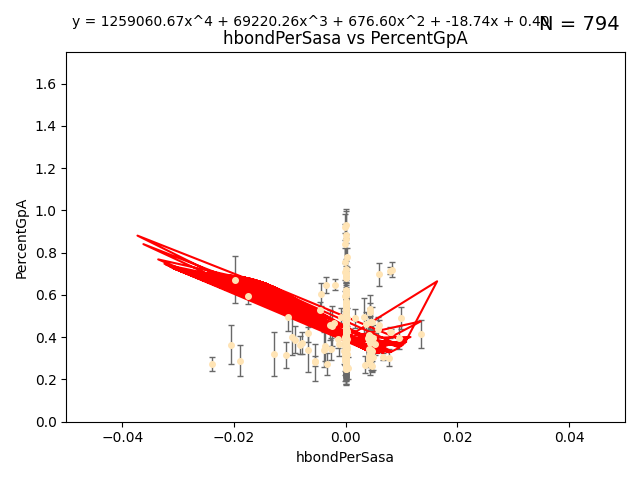 y = 1259060.67x^4 + 69220.26x^3 + 676.60x^2 + -18.74x + 0.40
N = 794
hbondPerSasa vs PercentGpA
PercentGpA
1.6
1.4
1.2
1.0
0.8
0.6
0.4
0.2
0.0
−0.04 −0.02 0.00 0.02 0.04
hbondPerSasa